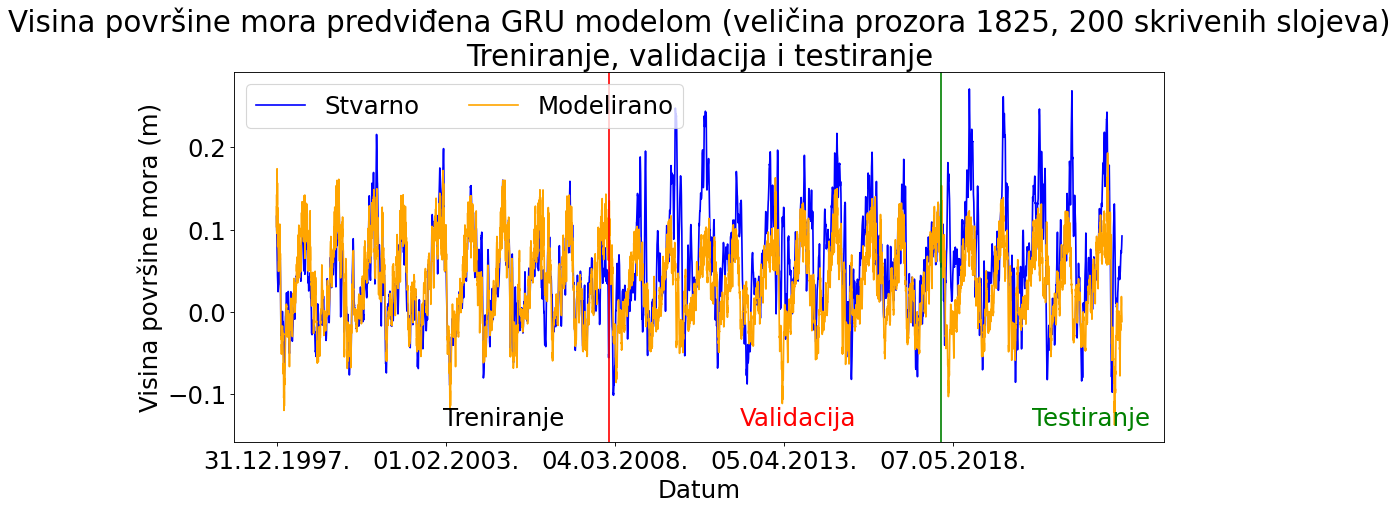 Visina površine mora predviđena GRU modelom (veličina prozora 1825, 200 skrivenih slojeva)
Treniranje, validacija i testiranje
Stvarno Modelirano
Visina površine mora (m)
0.2
0.1
0.0
−0.1
Treniranje Validacija Testiranje
31.12.1997. 01.02.2003. 04.03.2008. 05.04.2013. 07.05.2018.
Datum